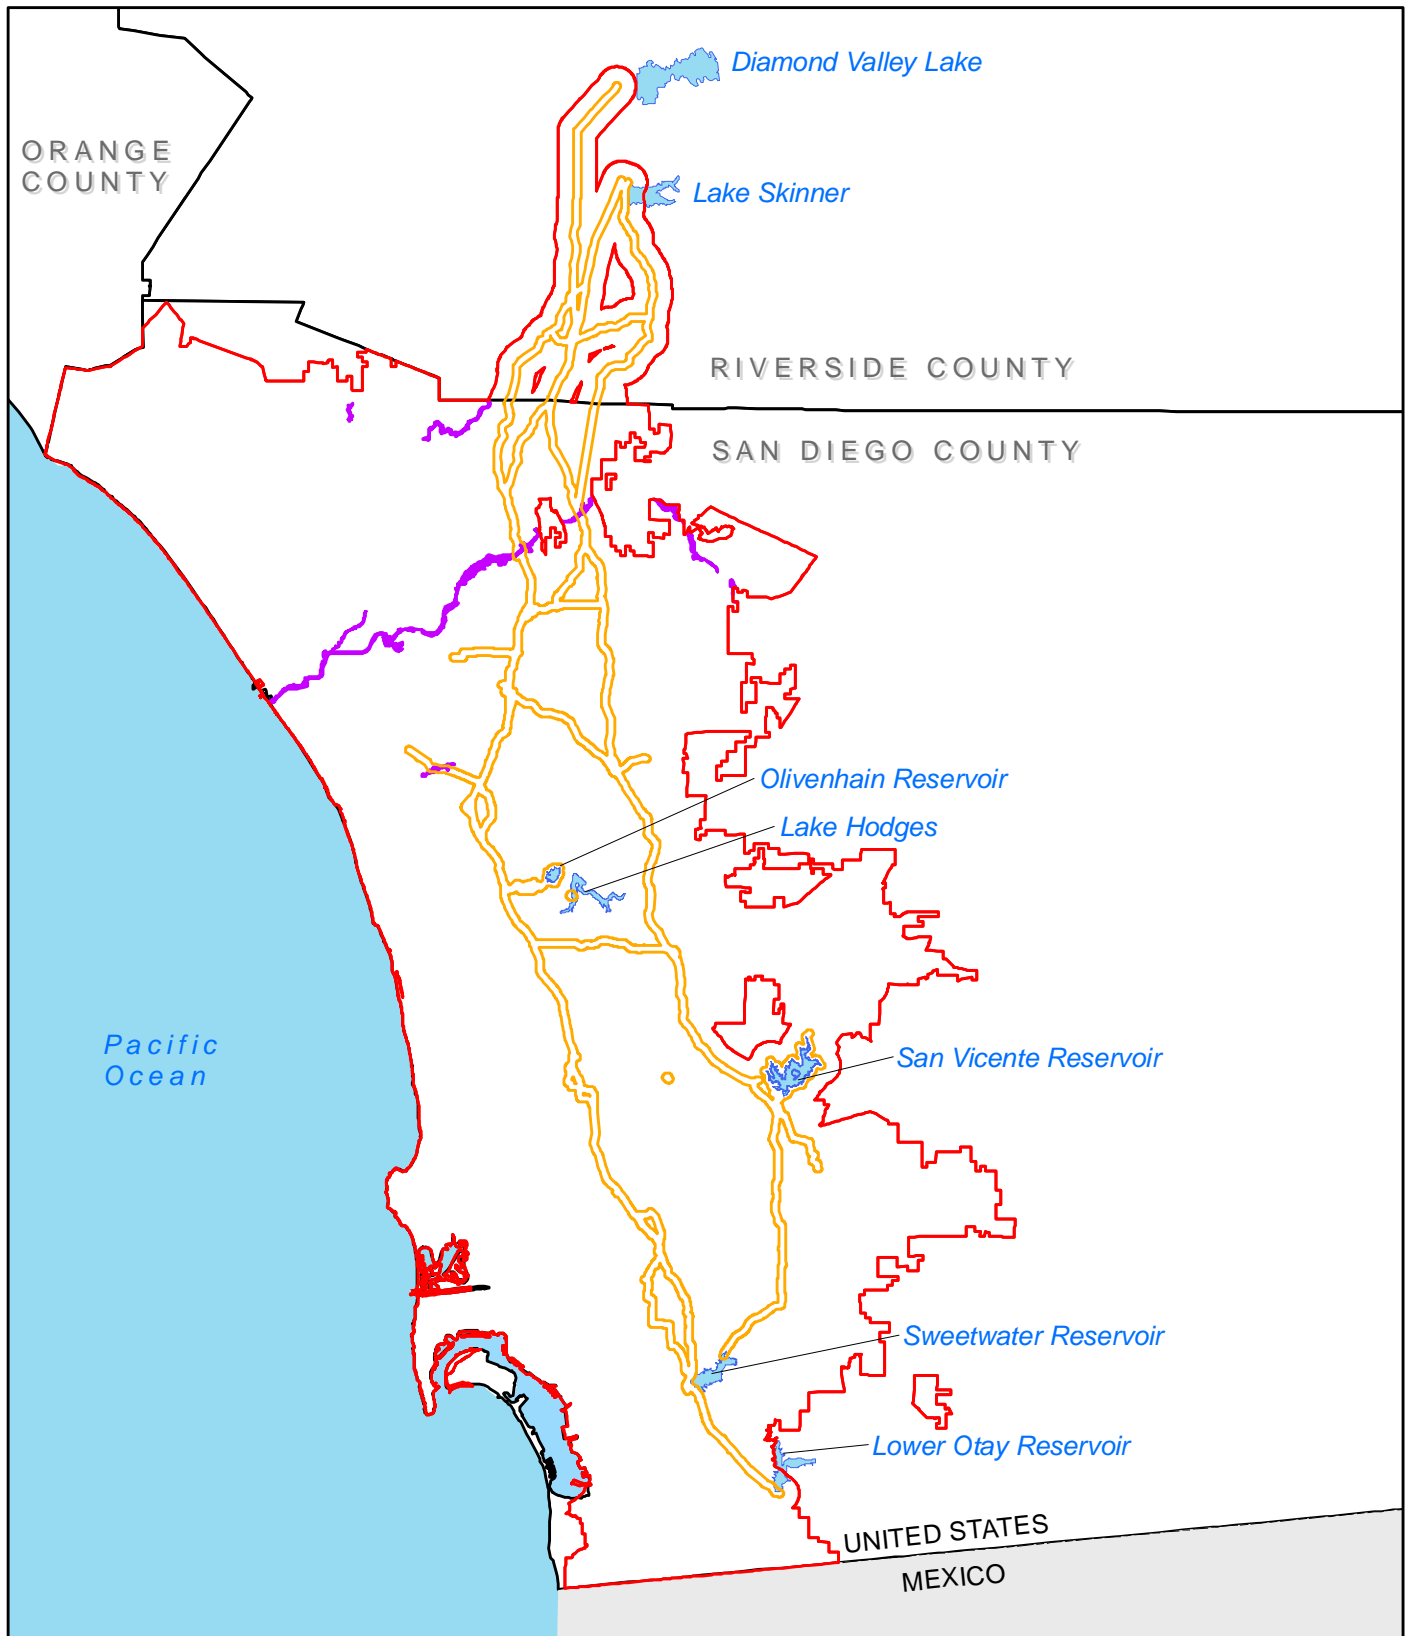 Diamond Valley Lake
ORANGE
COUNTY
Lake Skinner
RIVERSIDE COUNTY
SAN DIEGO COUNTY
Olivenhain Reservoir
Lake Hodges
Pacific
Ocean
San Vicente Reservoir
Sweetwater Reservoir
Lower Otay Reservoir
UNITED STATES
MEXICO